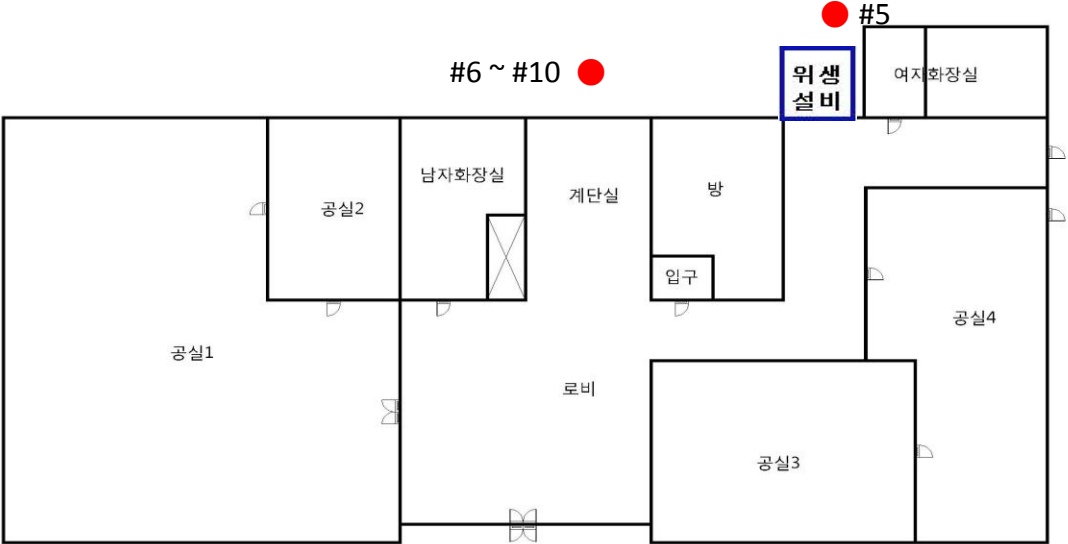 #5
#6 ~ #10
위생
설비
여자화장실
남자화장실
계단실
방
공실2
입구
공실4
공실1
로비
공실3